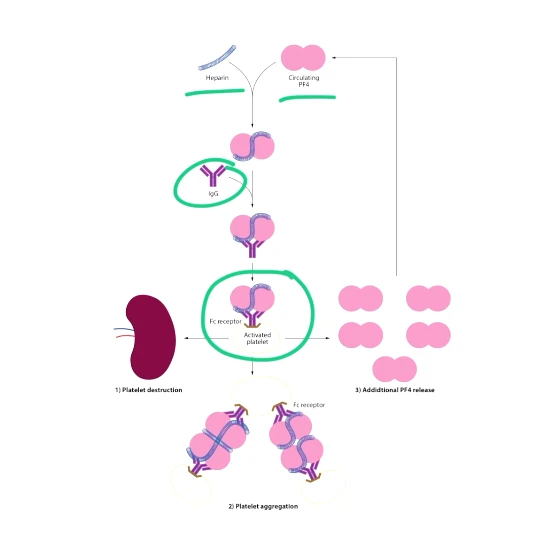 Heparin
Circulating
PF4
IgG
Fc receptor
Activated
platelet
1) Platelet destruction
3) Addidtional PF4 release
Fc receptor
2) Platelet aggregation